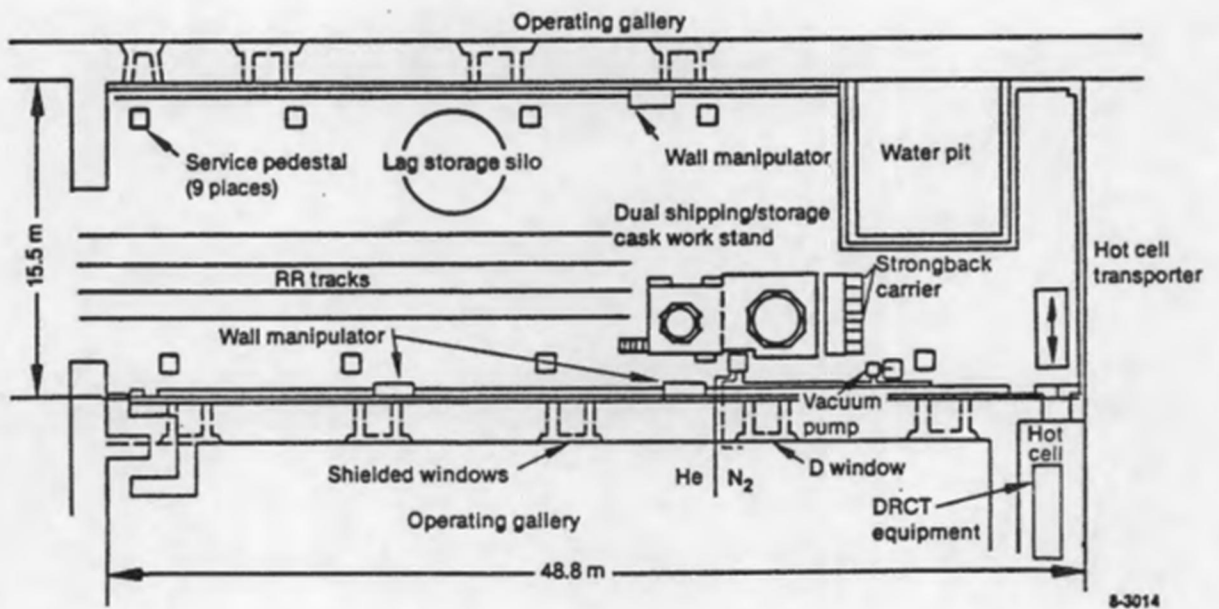 Operating gallery
Service pedestal
(9 places)
Lag storage silo
Wall manipulator
Water pit
Dual shipping/storage
cask work stand
15.5 m
RR tracks
Strongback
carrier
Hot cell
transporter
Wall manipulator
Vacuum
pump
Shielded windows
He
N₂
D window
Hot
cell
DRCT
equipment
Operating gallery
48.8 m
8-3014